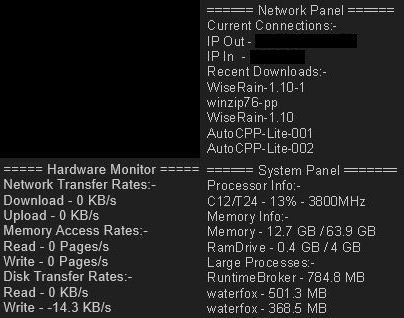 ====== Network Panel ======
Current Connections:-
IP Out -
IP In -
Recent Downloads:-
WiseRain-1.10-1
winzip76-pp
WiseRain-1.10
AutoCPP-Lite-001
AutoCPP-Lite-002
===== Hardware Monitor =====
Network Transfer Rates:-
Download - 0 KB/s
Upload - 0 KB/s
Memory Access Rates:-
Read - 0 Pages/s
Write - 0 Pages/s
Disk Transfer Rates:-
Read - 0 KB/s
Write - -14.3 KB/s
====== System Panel =======
Processor Info:-
C12/T24 - 13% - 3800MHz
Memory Info:-
Memory - 12.7 GB / 63.9 GB
RamDrive - 0.4 GB / 4 GB
Large Processes:-
RuntimeBroker - 784.8 MB
waterfox - 501.3 MB
waterfox - 368.5 MB